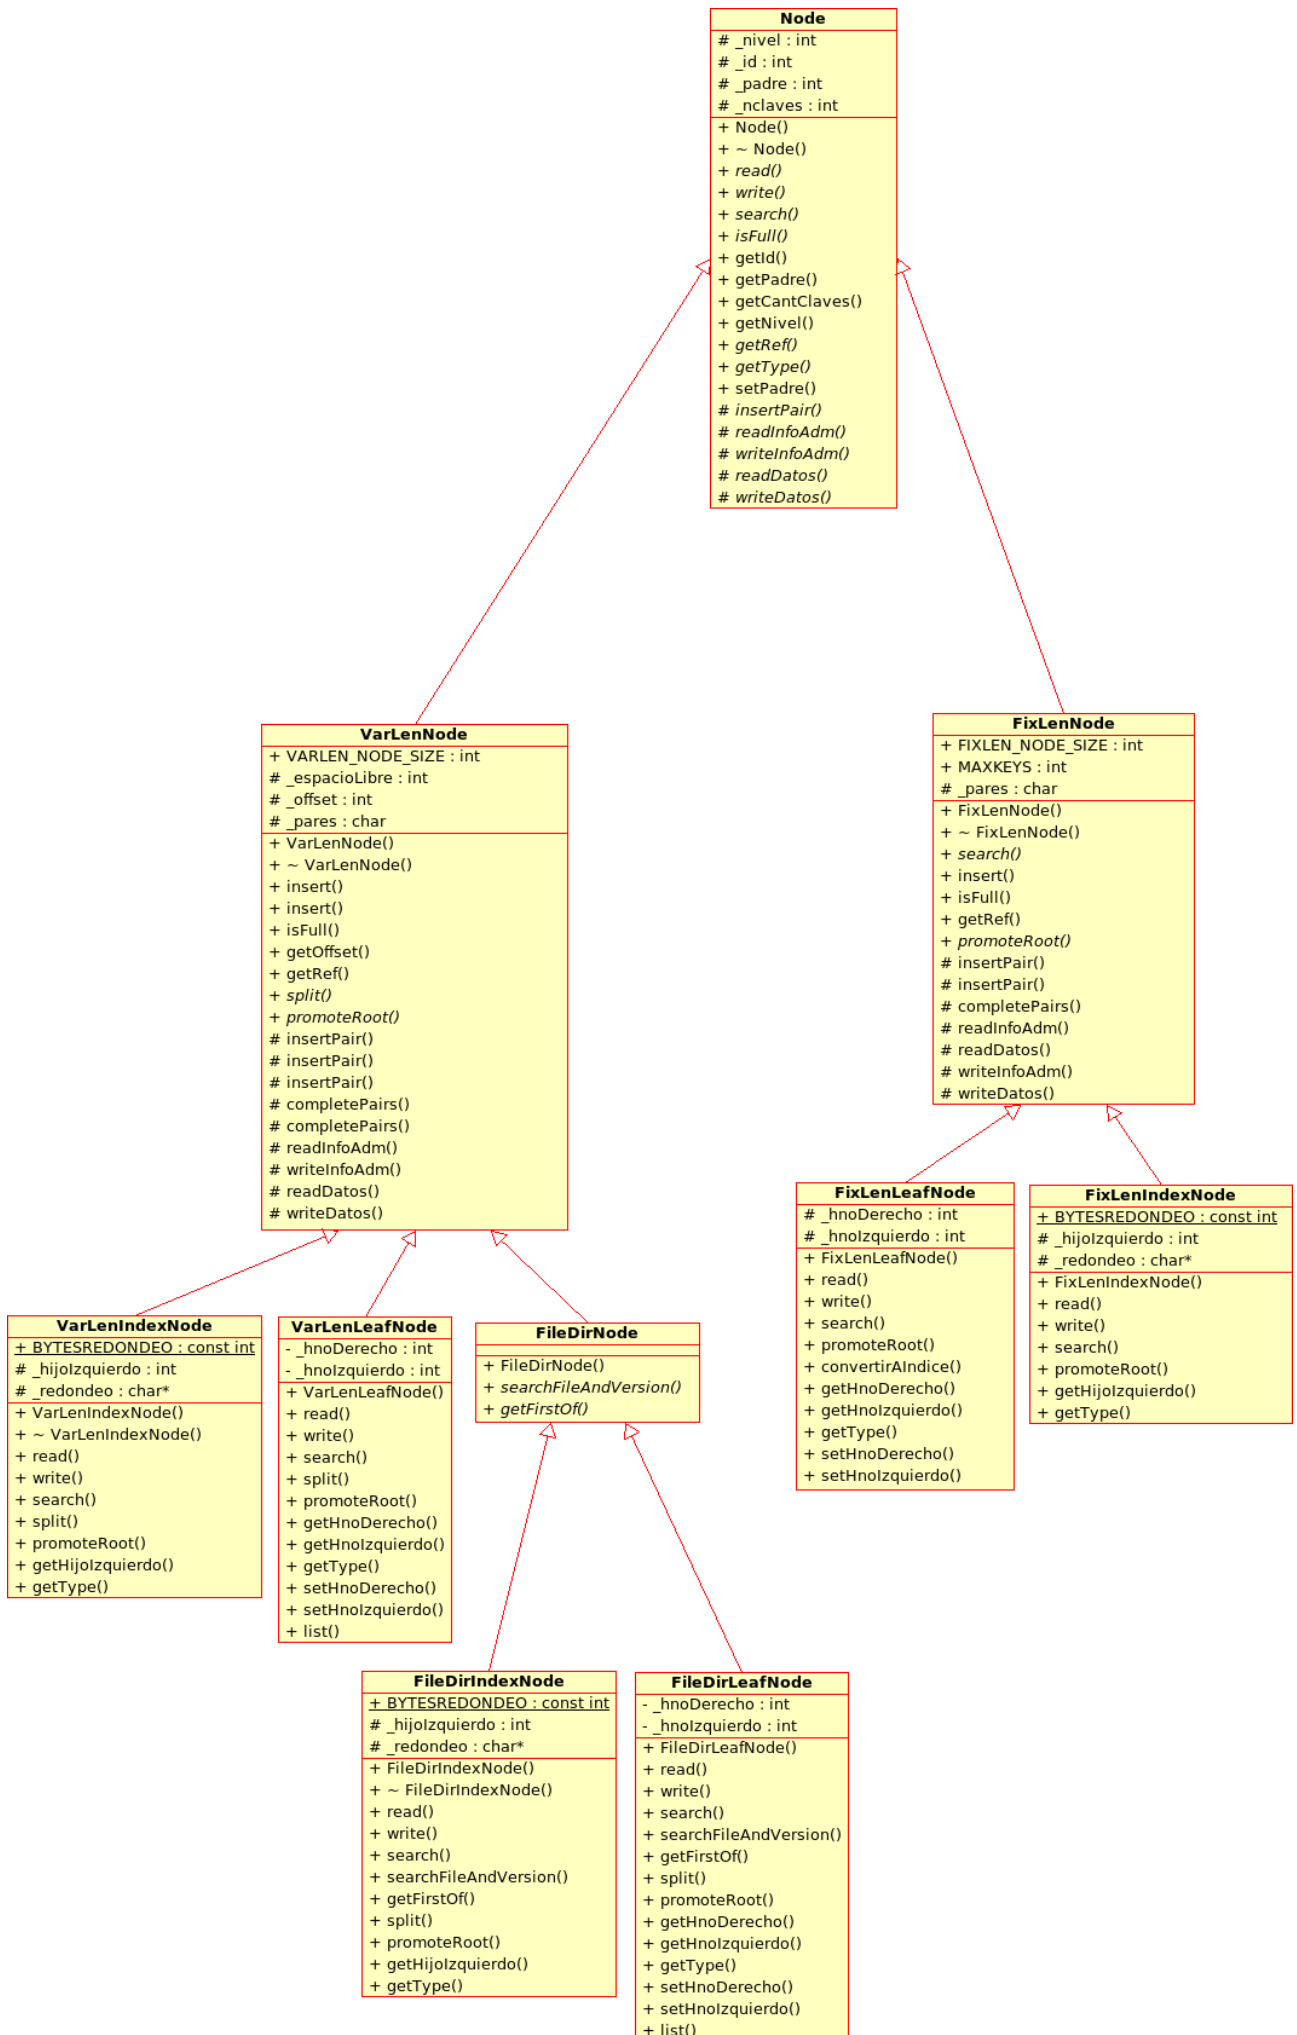 Node
# _nivel : int
# _id : int
# _padre : int
# _nclaves : int
+ Node()
+ ~ Node()
+ read()
+ write()
+ search()
+ isFull()
+ getId()
+ getPadre()
+ getCantClaves()
+ getNivel()
+ getRef()
+ getType()
+ setPadre()
# insertPair()
# readInfoAdm()
# writeInfoAdm()
# readDatos()
# writeDatos()
VarLenNode
+ VARLEN_NODE_SIZE : int
# _espacioLibre : int
# _offset : int
# _pares : char
+ VarLenNode()
+ ~ VarLenNode()
+ insert()
+ insert()
+ isFull()
+ getOffset()
+ getRef()
+ split()
+ promoteRoot()
# insertPair()
# insertPair()
# insertPair()
# completePairs()
# completePairs()
# readInfoAdm()
# writeInfoAdm()
# readDatos()
# writeDatos()
FixLenNode
+ FIXLEN_NODE_SIZE : int
+ MAXKEYS : int
# _pares : char
+ FixLenNode()
+ ~ FixLenNode()
+ search()
+ insert()
+ isFull()
+ getRef()
+ promoteRoot()
# insertPair()
# insertPair()
# completePairs()
# readInfoAdm()
# readDatos()
# writeInfoAdm()
# writeDatos()
FixLenLeafNode
# _hnoDerecho : int
# _hnoIzquierdo : int
+ FixLenLeafNode()
+ read()
+ write()
+ search()
+ promoteRoot()
+ convertirAIndice()
+ getHnoDerecho()
+ getHnoIzquierdo()
+ getType()
+ setHnoDerecho()
+ setHnoIzquierdo()
FixLenIndexNode
+ BYTESREDONDEO : const int
# _hijoIzquierdo : int
# _redondeo : char*
+ FixLenIndexNode()
+ read()
+ write()
+ search()
+ promoteRoot()
+ getHijoIzquierdo()
+ getType()
VarLenIndexNode
+ BYTESREDONDEO : const int
# _hijoIzquierdo : int
# _redondeo : char*
+ VarLenIndexNode()
+ ~ VarLenIndexNode()
+ read()
+ write()
+ search()
+ split()
+ promoteRoot()
+ getHijoIzquierdo()
+ getType()
VarLenLeafNode
- _hnoDerecho : int
- _hnoIzquierdo : int
+ VarLenLeafNode()
+ read()
+ write()
+ search()
+ split()
+ promoteRoot()
+ getHnoDerecho()
+ getHnoIzquierdo()
+ getType()
+ setHnoDerecho()
+ setHnoIzquierdo()
+ list()
FileDirNode
+ FileDirNode()
+ searchFileAndVersion()
+ getFirstOf()
FileDirIndexNode
+ BYTESREDONDEO : const int
# _hijoIzquierdo : int
# _redondeo : char*
+ FileDirIndexNode()
+ ~ FileDirIndexNode()
+ read()
+ write()
+ search()
+ searchFileAndVersion()
+ getFirstOf()
+ split()
+ promoteRoot()
+ getHijoIzquierdo()
+ getType()
FileDirLeafNode
- _hnoDerecho : int
- _hnoIzquierdo : int
+ FileDirLeafNode()
+ read()
+ write()
+ search()
+ searchFileAndVersion()
+ getFirstOf()
+ split()
+ promoteRoot()
+ getHnoDerecho()
+ getHnoIzquierdo()
+ getType()
+ setHnoDerecho()
+ setHnoIzquierdo()
+ list()